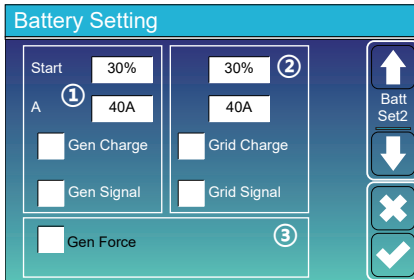 Battery Setting
Start 30% 30% ②
A ① 40A 40A
Gen Charge Grid Charge
Gen Signal Grid Signal
Gen Force ③
Batt
Set2